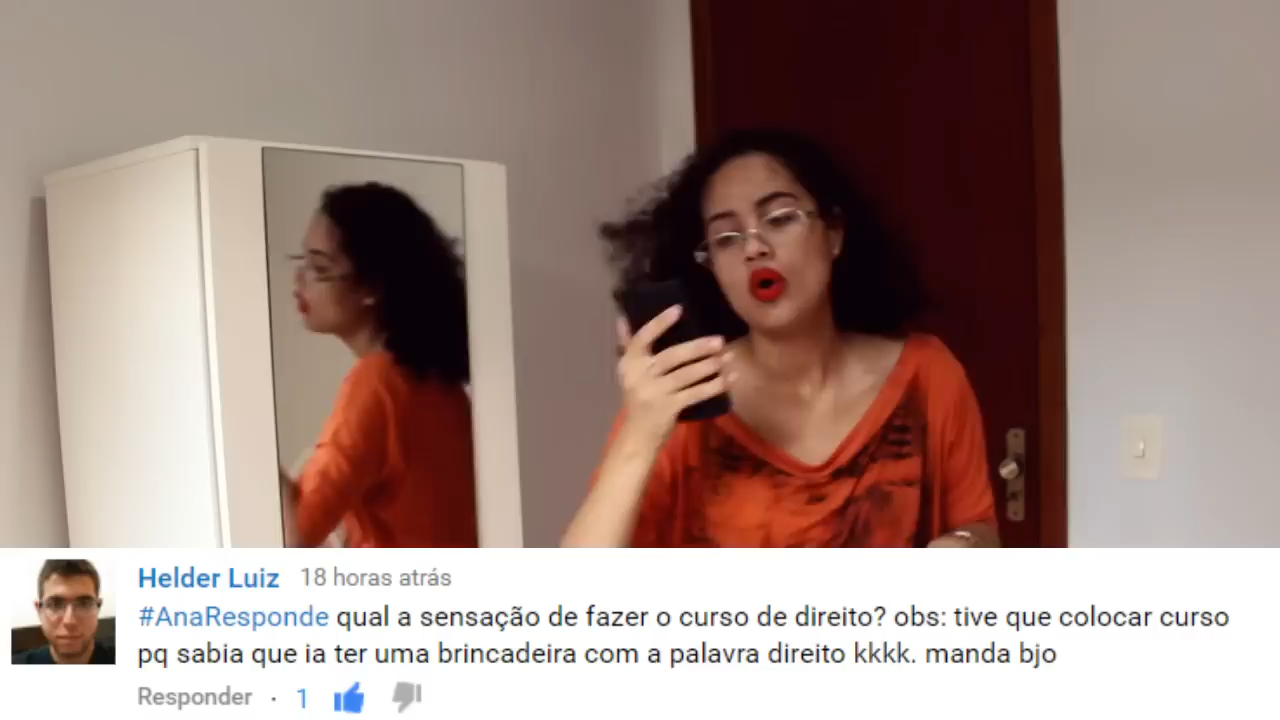 Helder Luiz 18 horas atrás
#AnaResponde qual a sensação de fazer o curso de direito? obs: tive que colocar curso
pq sabia que ia ter uma brincadeira com a palavra direito kkkk. manda bjo
Responder · 1